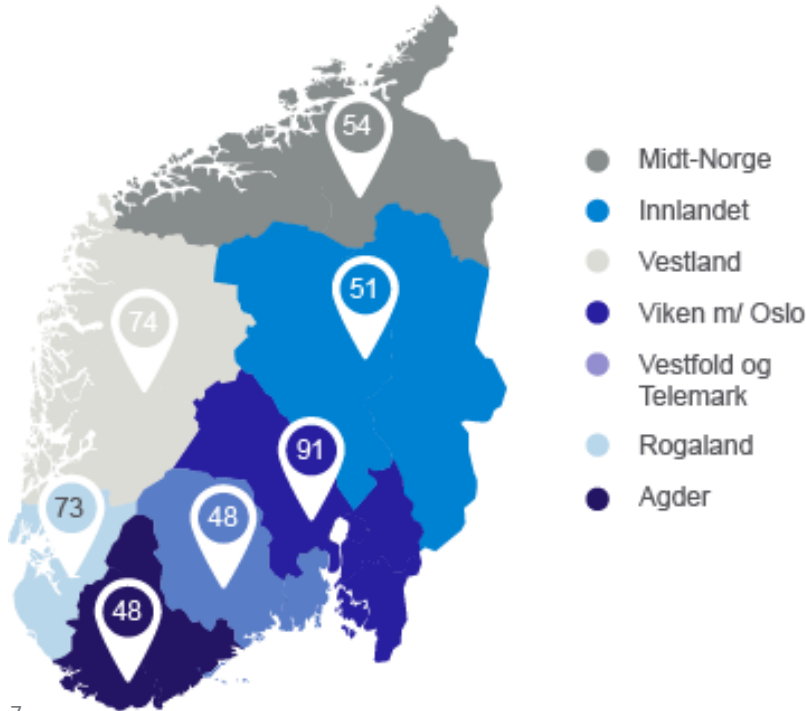 54
Midt-Norge
Innlandet
51
Vestland
74
Viken m/ Oslo
Vestfold og
Telemark
91
Rogaland
73
48
Agder
48
7